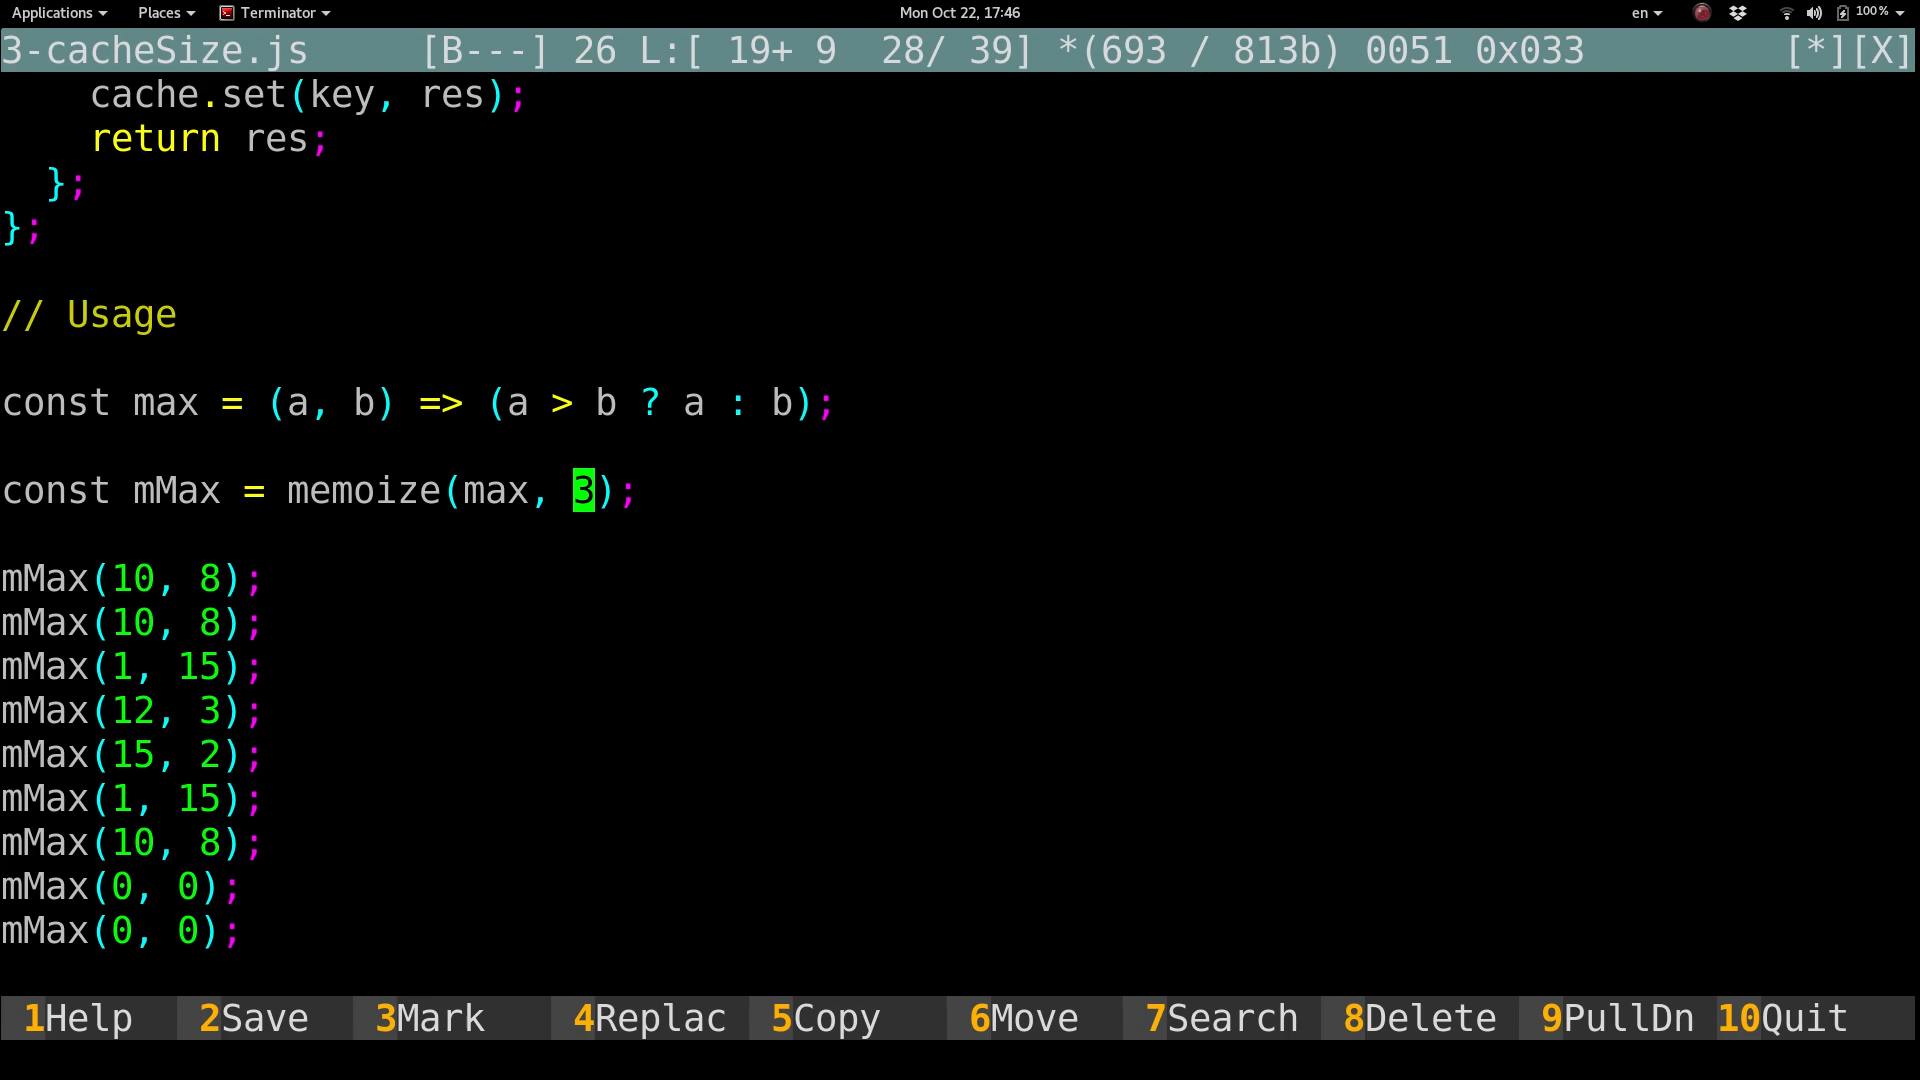 Applications Places Terminator Mon Oct 22, 17:46 en 100%
3-cacheSize.js [B---] 26 L:[ 19+ 9 28/ 39] *(693 / 813b) 0051 0x033 [*][X]
cache.set(key, res);
return res;
};
};
// Usage
const max = (a, b) => (a > b ? a : b);
const mMax = memoize(max, 3);
mMax(10, 8);
mMax(10, 8);
mMax(1, 15);
mMax(12, 3);
mMax(15, 2);
mMax(1, 15);
mMax(10, 8);
mMax(0, 0);
mMax(0, 0);
1Help 2Save 3Mark 4Replac 5Copy 6Move 7Search 8Delete 9PullDn 10Quit